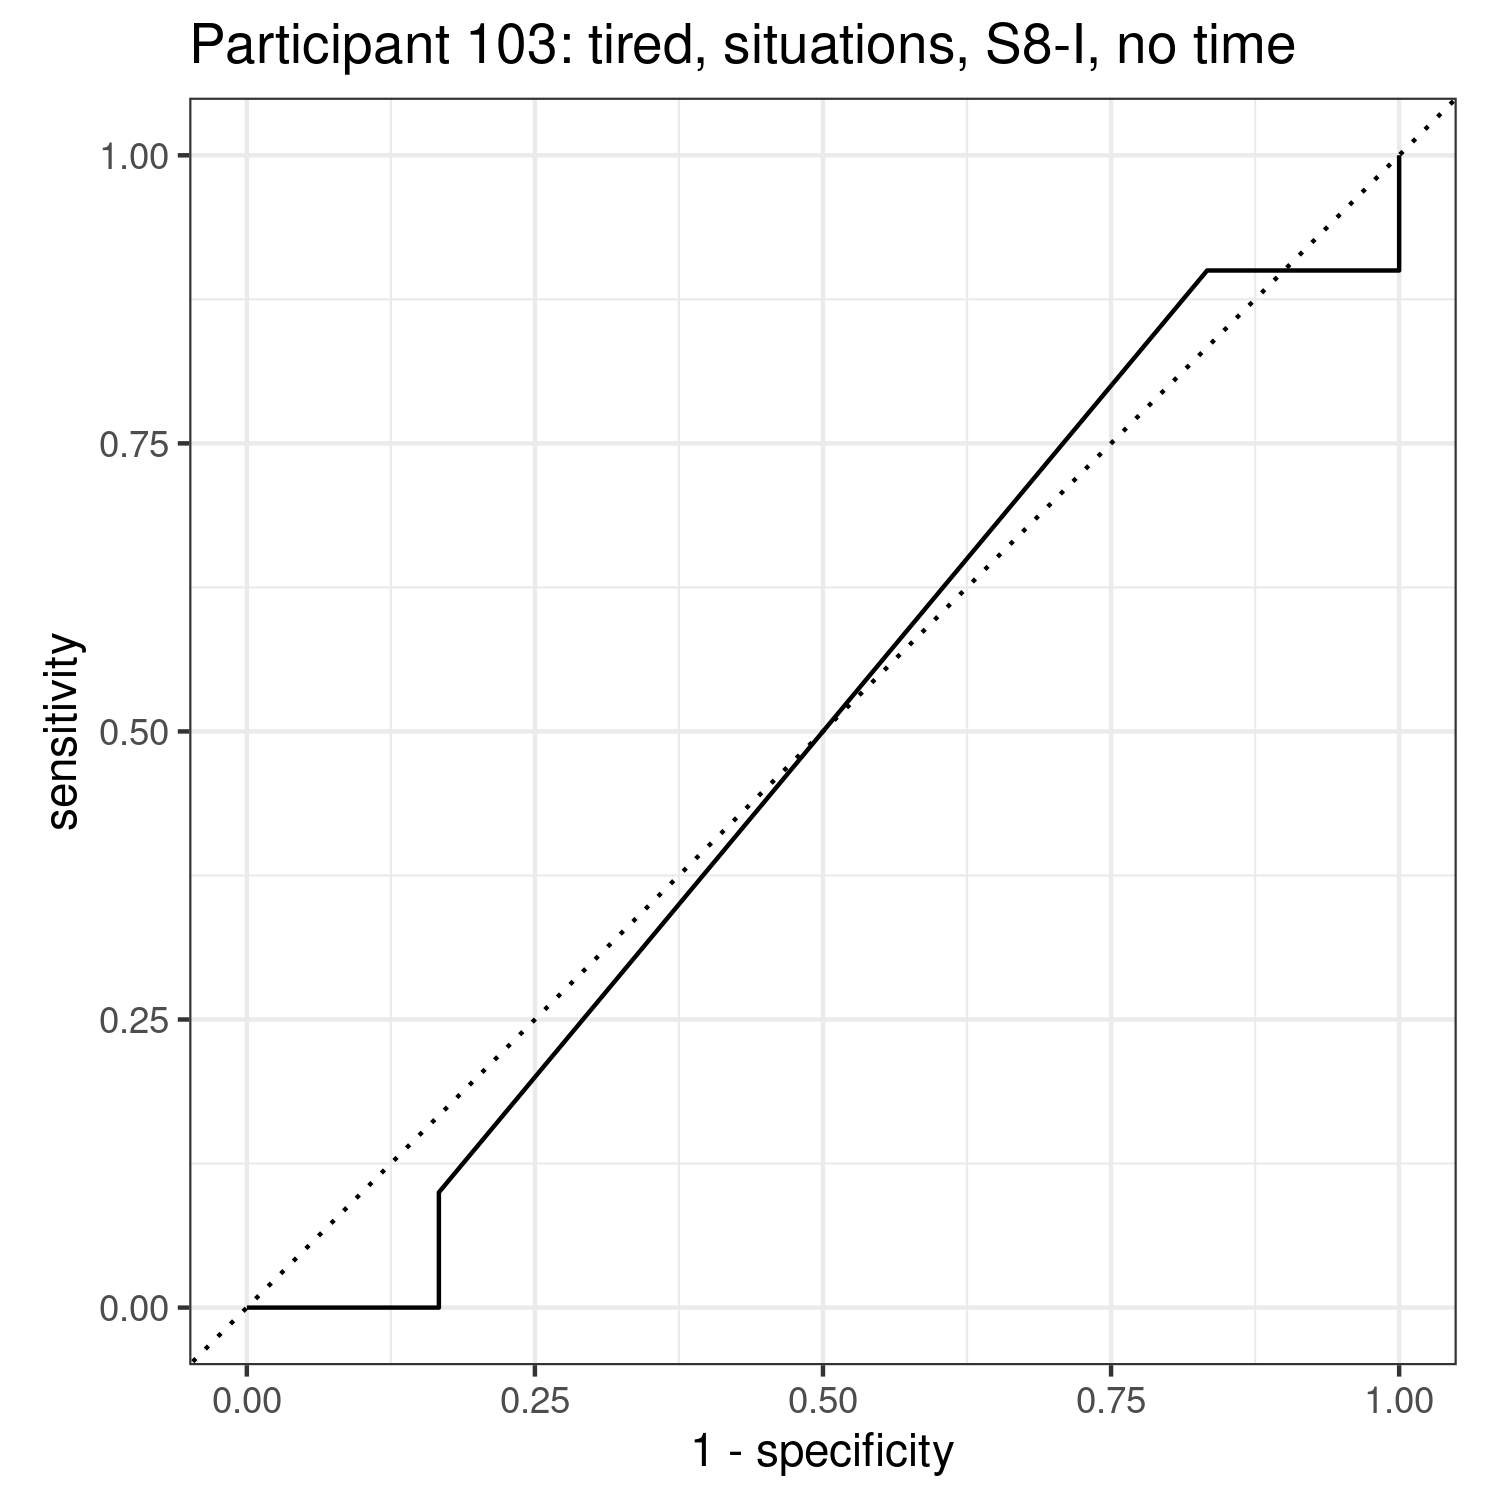 Participant 103: tired, situations, S8-I, no time
1.00
0.75
0.50
0.25
0.00
sensitivity
0.00 0.25 0.50 0.75 1.00
1 - specificity